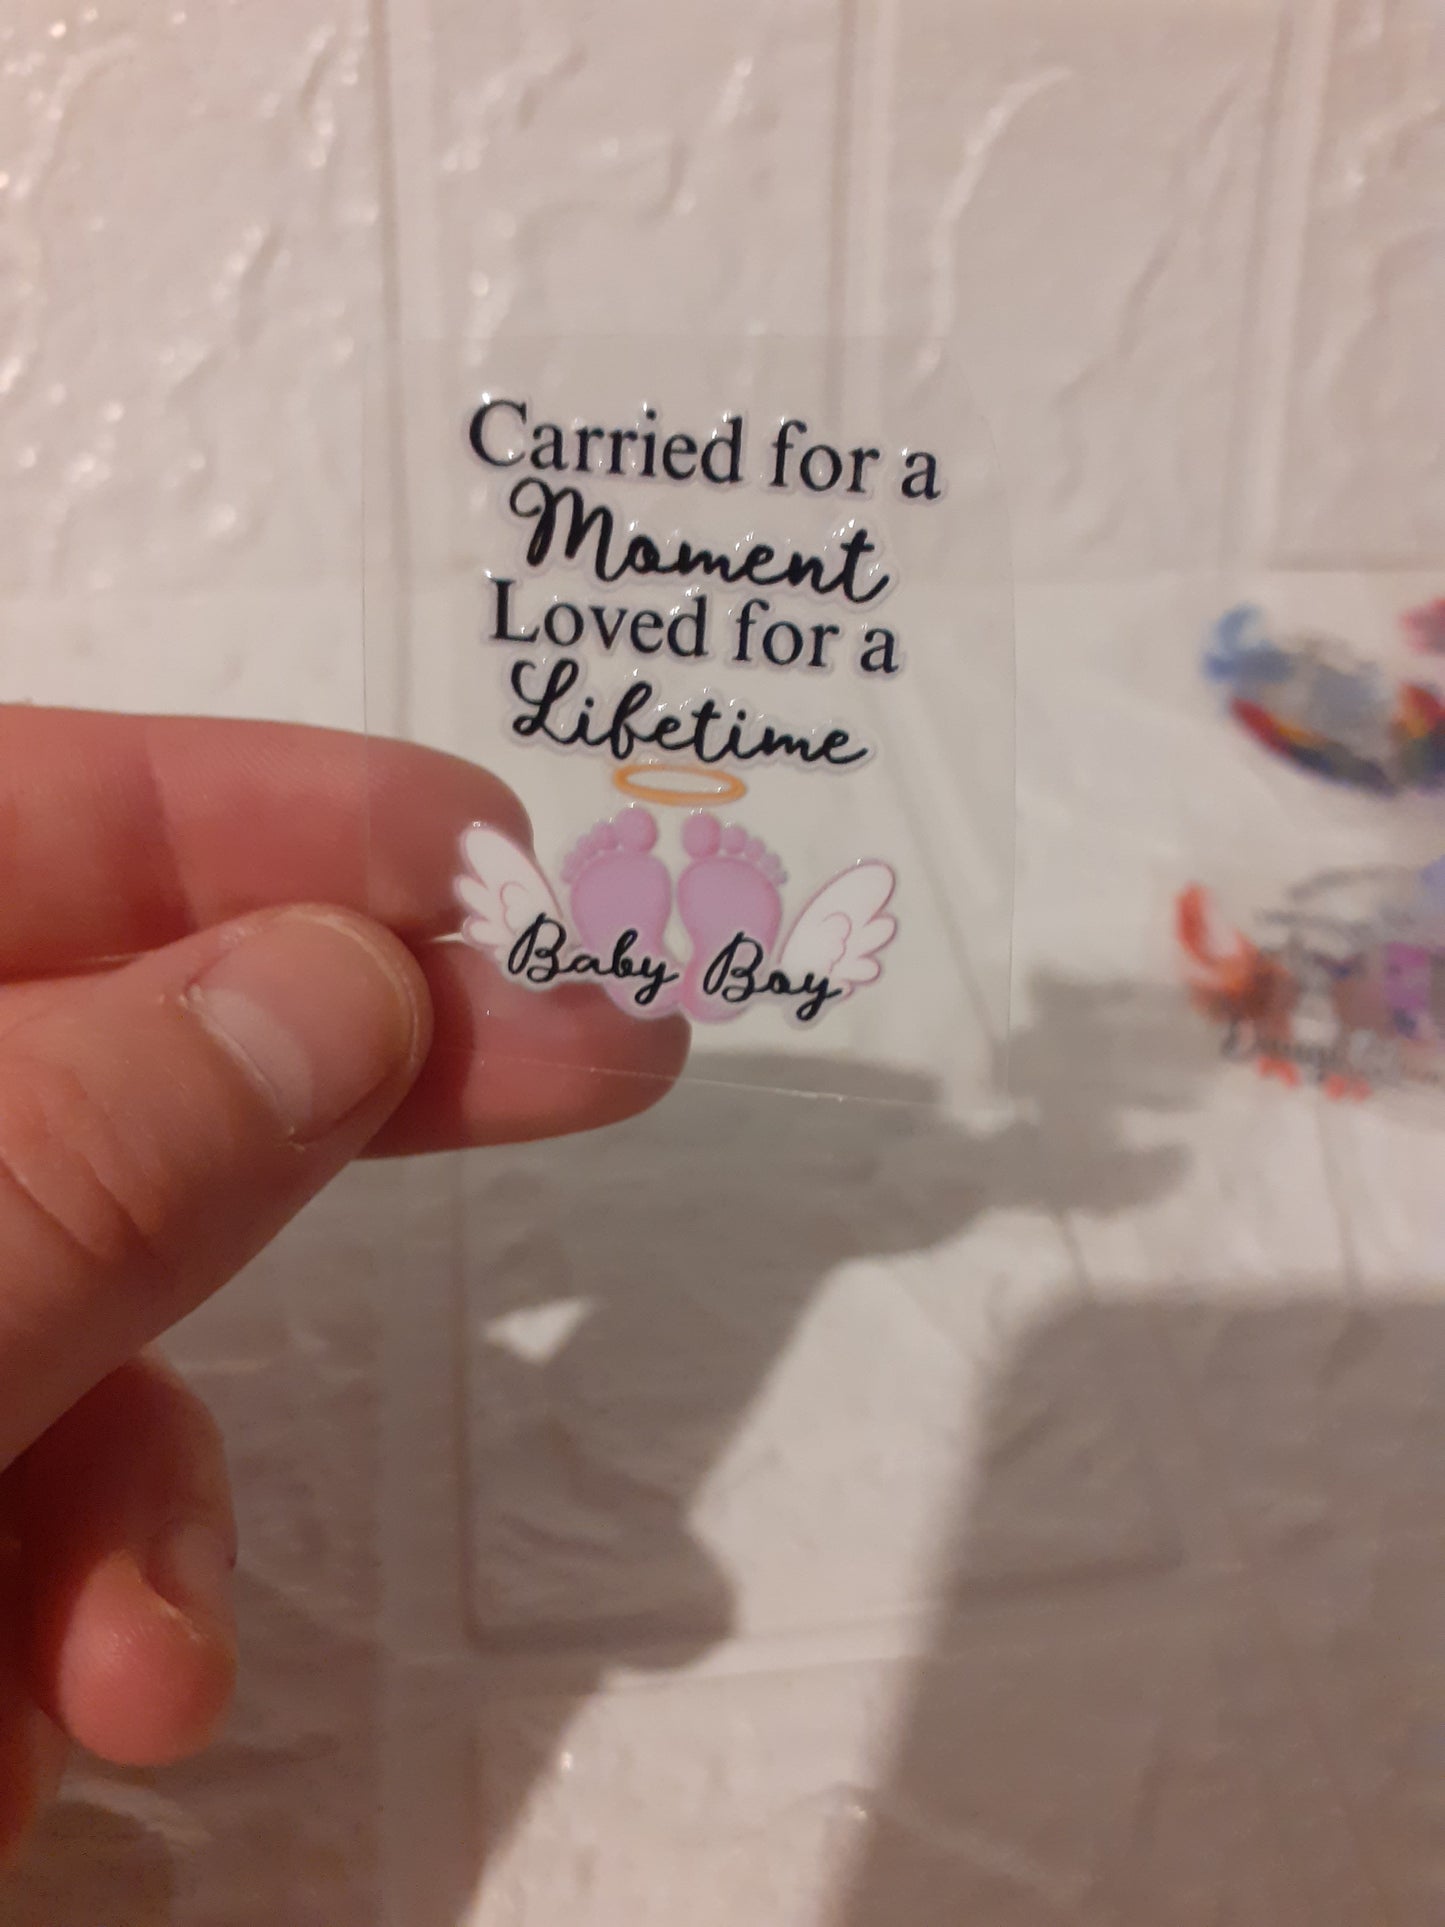 Carried for a
Moment
Loved for a
Lifetime
Baby Boy